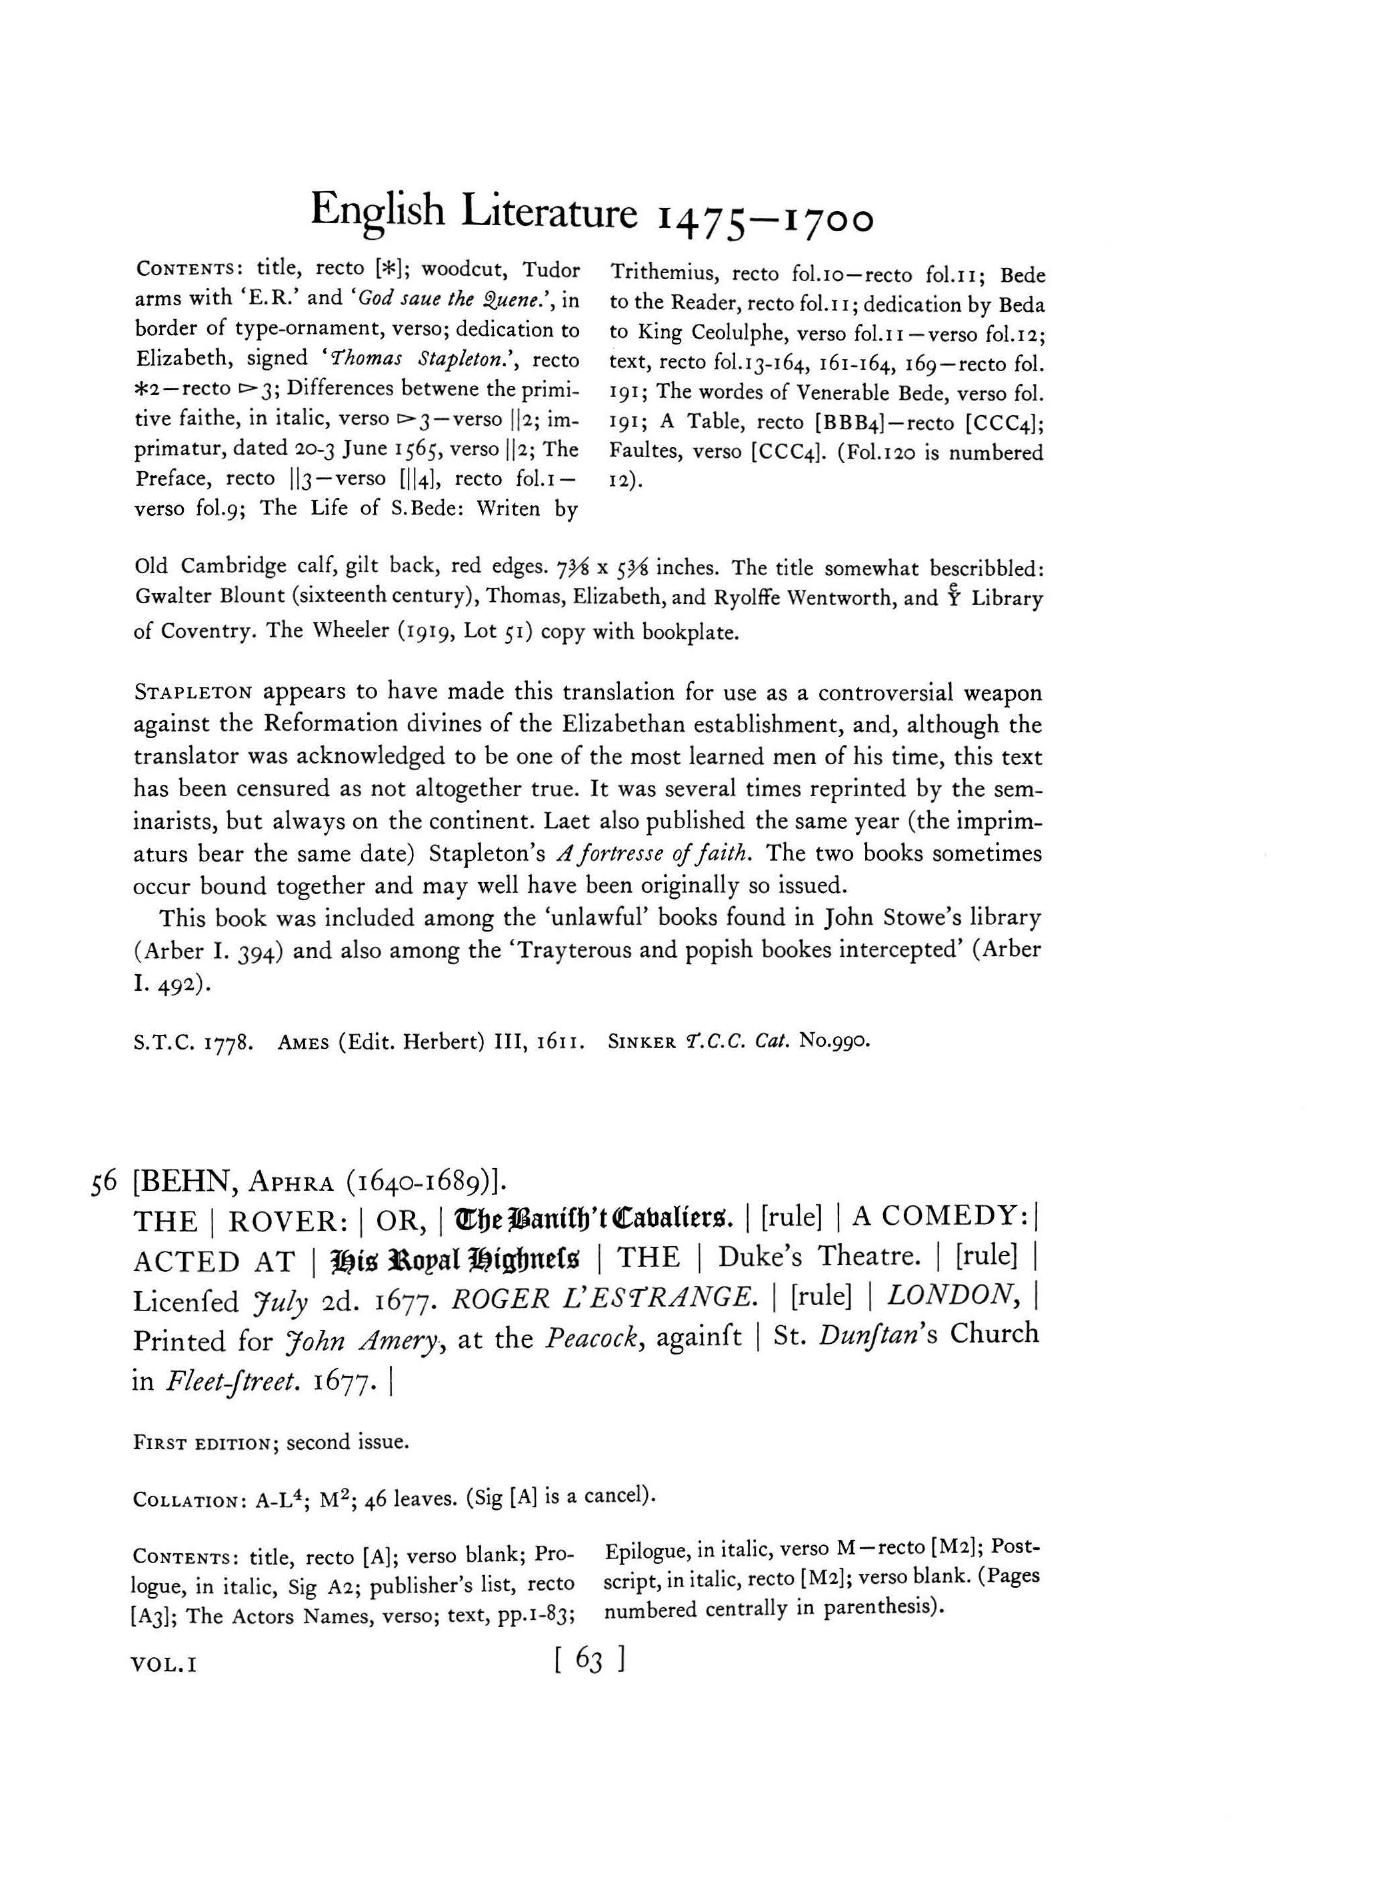 English Literature 1475—1700
CONTENTS: title, recto [*]; woodcut, Tudor
arms with ‘E.R.’ and ‘God saue the Quene.’, in
border of type-ornament, verso; dedication to
Elizabeth, signed ‘Thomas Stapleton.’, recto
*2—recto ▻3; Differences betwene the primi-
tive faithe, in italic, verso ▻3—verso ||2; im-
primatur, dated 20-3 June 1565, verso ||2; The
Preface, recto ||3—verso [||4], recto fol.1—
verso fol.9; The Life of S.Bede: Writen by
Trithemius, recto fol.10—recto fol.11; Bede
to the Reader, recto fol.11; dedication by Beda
to King Ceolulphe, verso fol.11—verso fol.12;
text, recto fol.13-164, 161-164, 169—recto fol.
191; The wordes of Venerable Bede, verso fol.
191; A Table, recto [BBB4]—recto [CCC4];
Faultes, verso [CCC4]. (Fol.120 is numbered
12).
Old Cambridge calf, gilt back, red edges. 7⅜ x 5⅜ inches. The title somewhat bescribbled:
Gwalter Blount (sixteenth century), Thomas, Elizabeth, and Ryolffe Wentworth, and Yͤ Library
of Coventry. The Wheeler (1919, Lot 51) copy with bookplate.
STAPLETON appears to have made this translation for use as a controversial weapon
against the Reformation divines of the Elizabethan establishment, and, although the
translator was acknowledged to be one of the most learned men of his time, this text
has been censured as not altogether true. It was several times reprinted by the sem-
inarists, but always on the continent. Laet also published the same year (the imprim-
aturs bear the same date) Stapleton’s A fortresse of faith. The two books sometimes
occur bound together and may well have been originally so issued.
This book was included among the ‘unlawful’ books found in John Stowe’s library
(Arber I. 394) and also among the ‘Trayterous and popish bookes intercepted’ (Arber
I. 492).
S.T.C. 1778. AMES (Edit. Herbert) III, 1611. SINKER T.C.C. Cat. No.990.
56 [BEHN, APHRA (1640-1689)].
THE | ROVER: | OR, | The Baniſh’t Cavaliers. | [rule] | A COMEDY: |
ACTED AT | His Royal Highneſs | THE | Duke’s Theatre. | [rule] |
Licenſed July 2d. 1677. ROGER L’ESTRANGE. | [rule] | LONDON, |
Printed for John Amery, at the Peacock, againſt | St. Dunſtan’s Church
in Fleet-ſtreet. 1677. |
FIRST EDITION; second issue.
COLLATION: A-L⁴; M²; 46 leaves. (Sig [A] is a cancel).
CONTENTS: title, recto [A]; verso blank; Pro-
logue, in italic, Sig A2; publisher’s list, recto
[A3]; The Actors Names, verso; text, pp.1-83;
Epilogue, in italic, verso M—recto [M2]; Post-
script, in italic, recto [M2]; verso blank. (Pages
numbered centrally in parenthesis).
VOL.I [ 63 ]